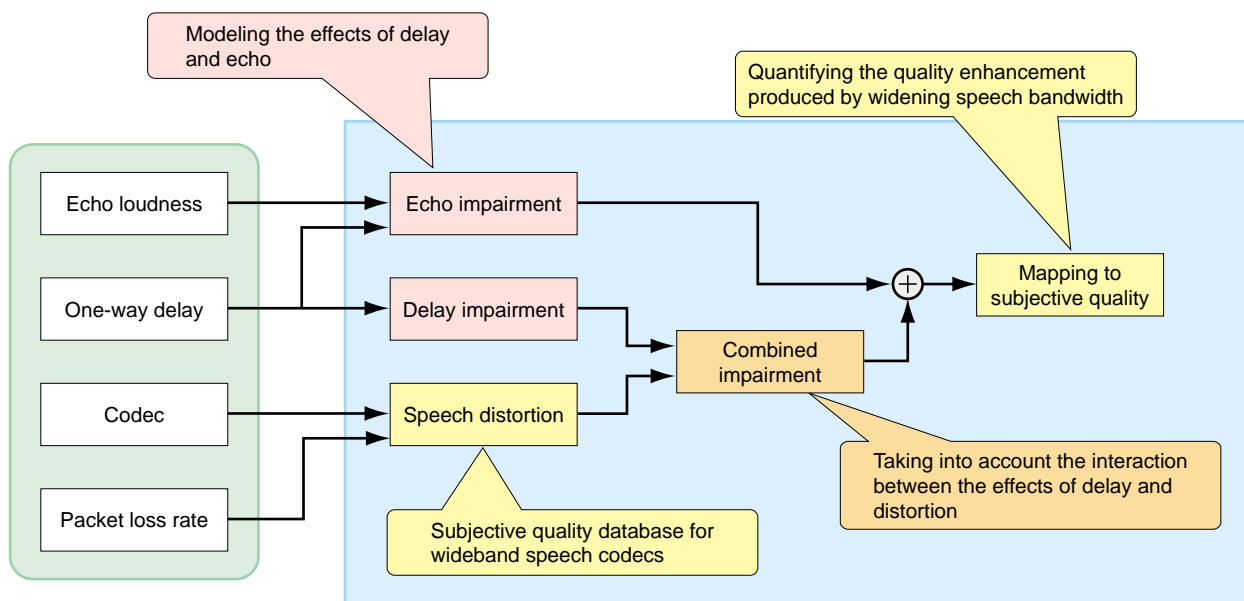 Modeling the effects of delay
and echo
Quantifying the quality enhancement
produced by widening speech bandwidth
Echo loudness
Echo impairment
One-way delay
Delay impairment
Mapping to
subjective quality
Combined
impairment
Codec
Speech distortion
Taking into account the interaction
between the effects of delay and
distortion
Packet loss rate
Subjective quality database for
wideband speech codecs